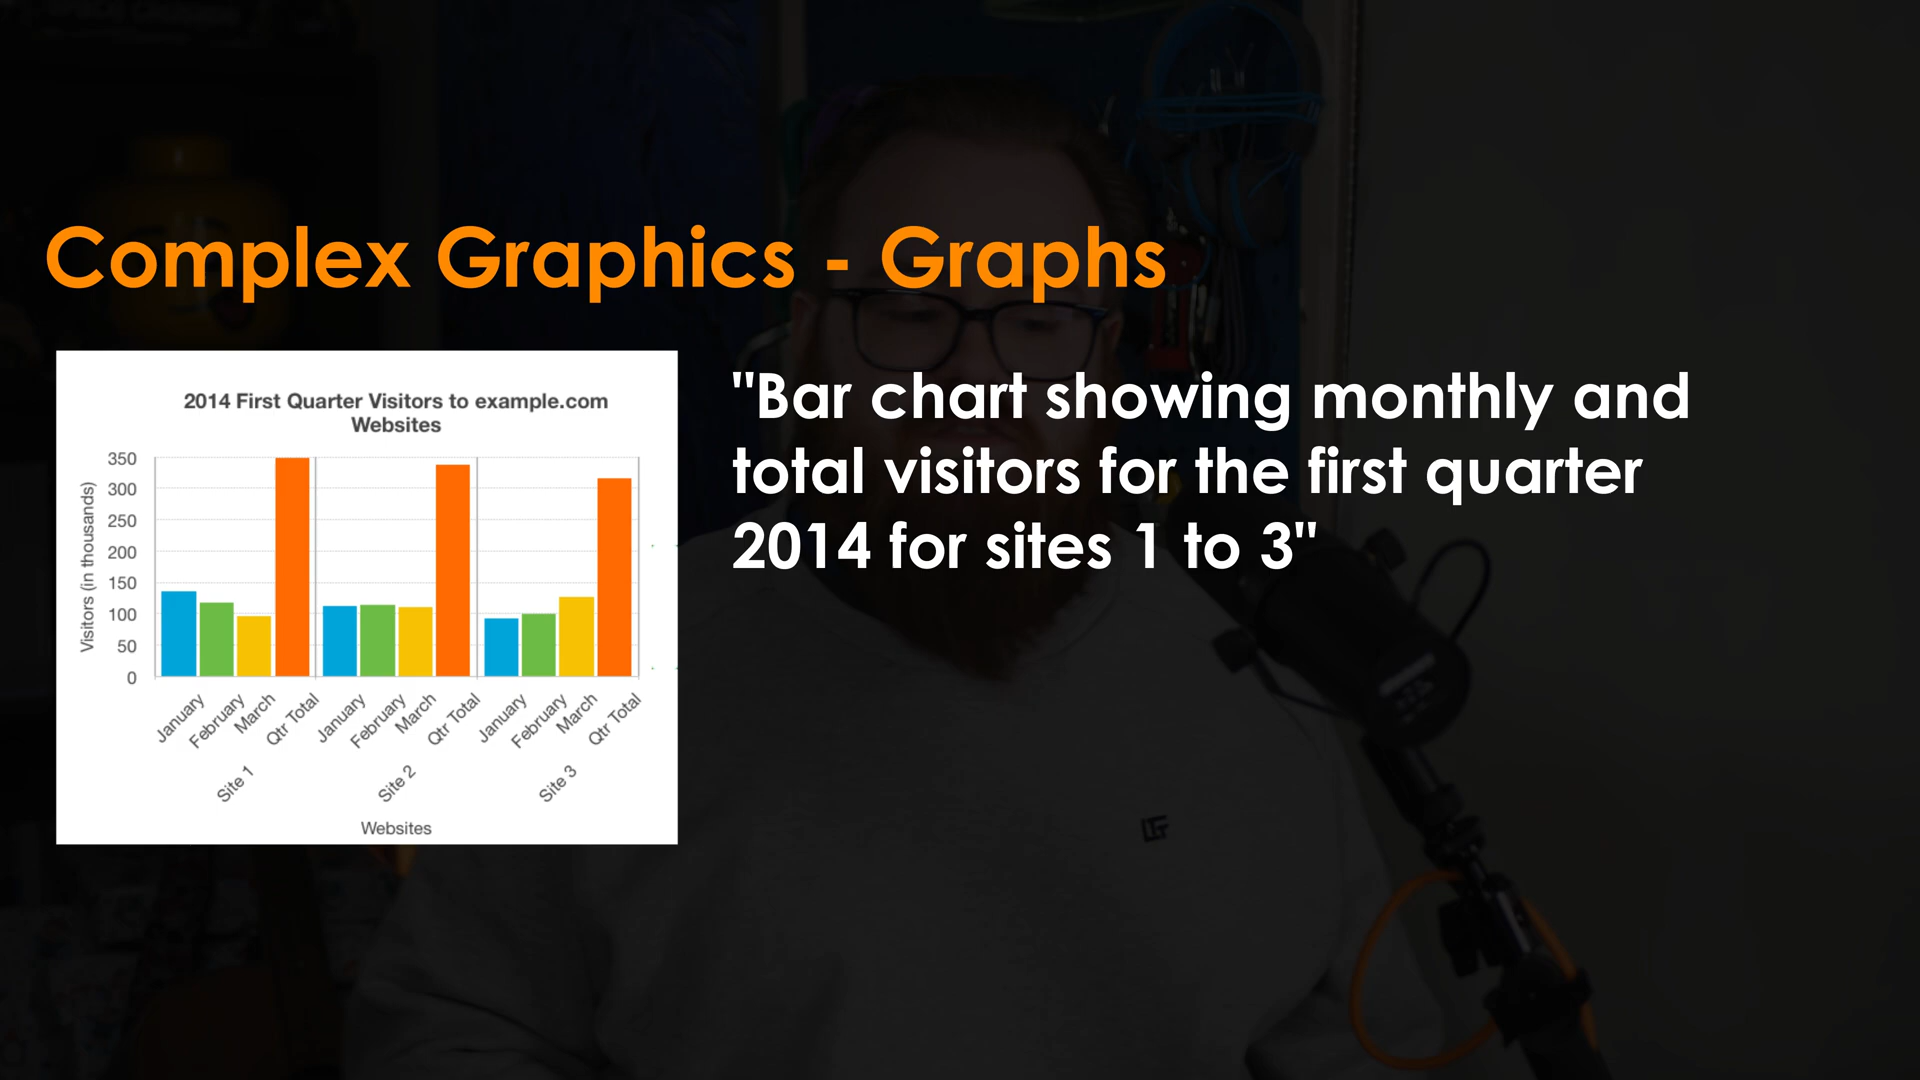 Complex Graphics - Graphs
2014 First Quarter Visitors to example.com
Websites
350
300
250
200
150
100
50
0
Visitors (in thousands)
January
February
March
Qtr Total
January
February
March
Qtr Total
January
February
March
Qtr Total
Site 1
Site 2
Site 3
Websites
"Bar chart showing monthly and
total visitors for the first quarter
2014 for sites 1 to 3"